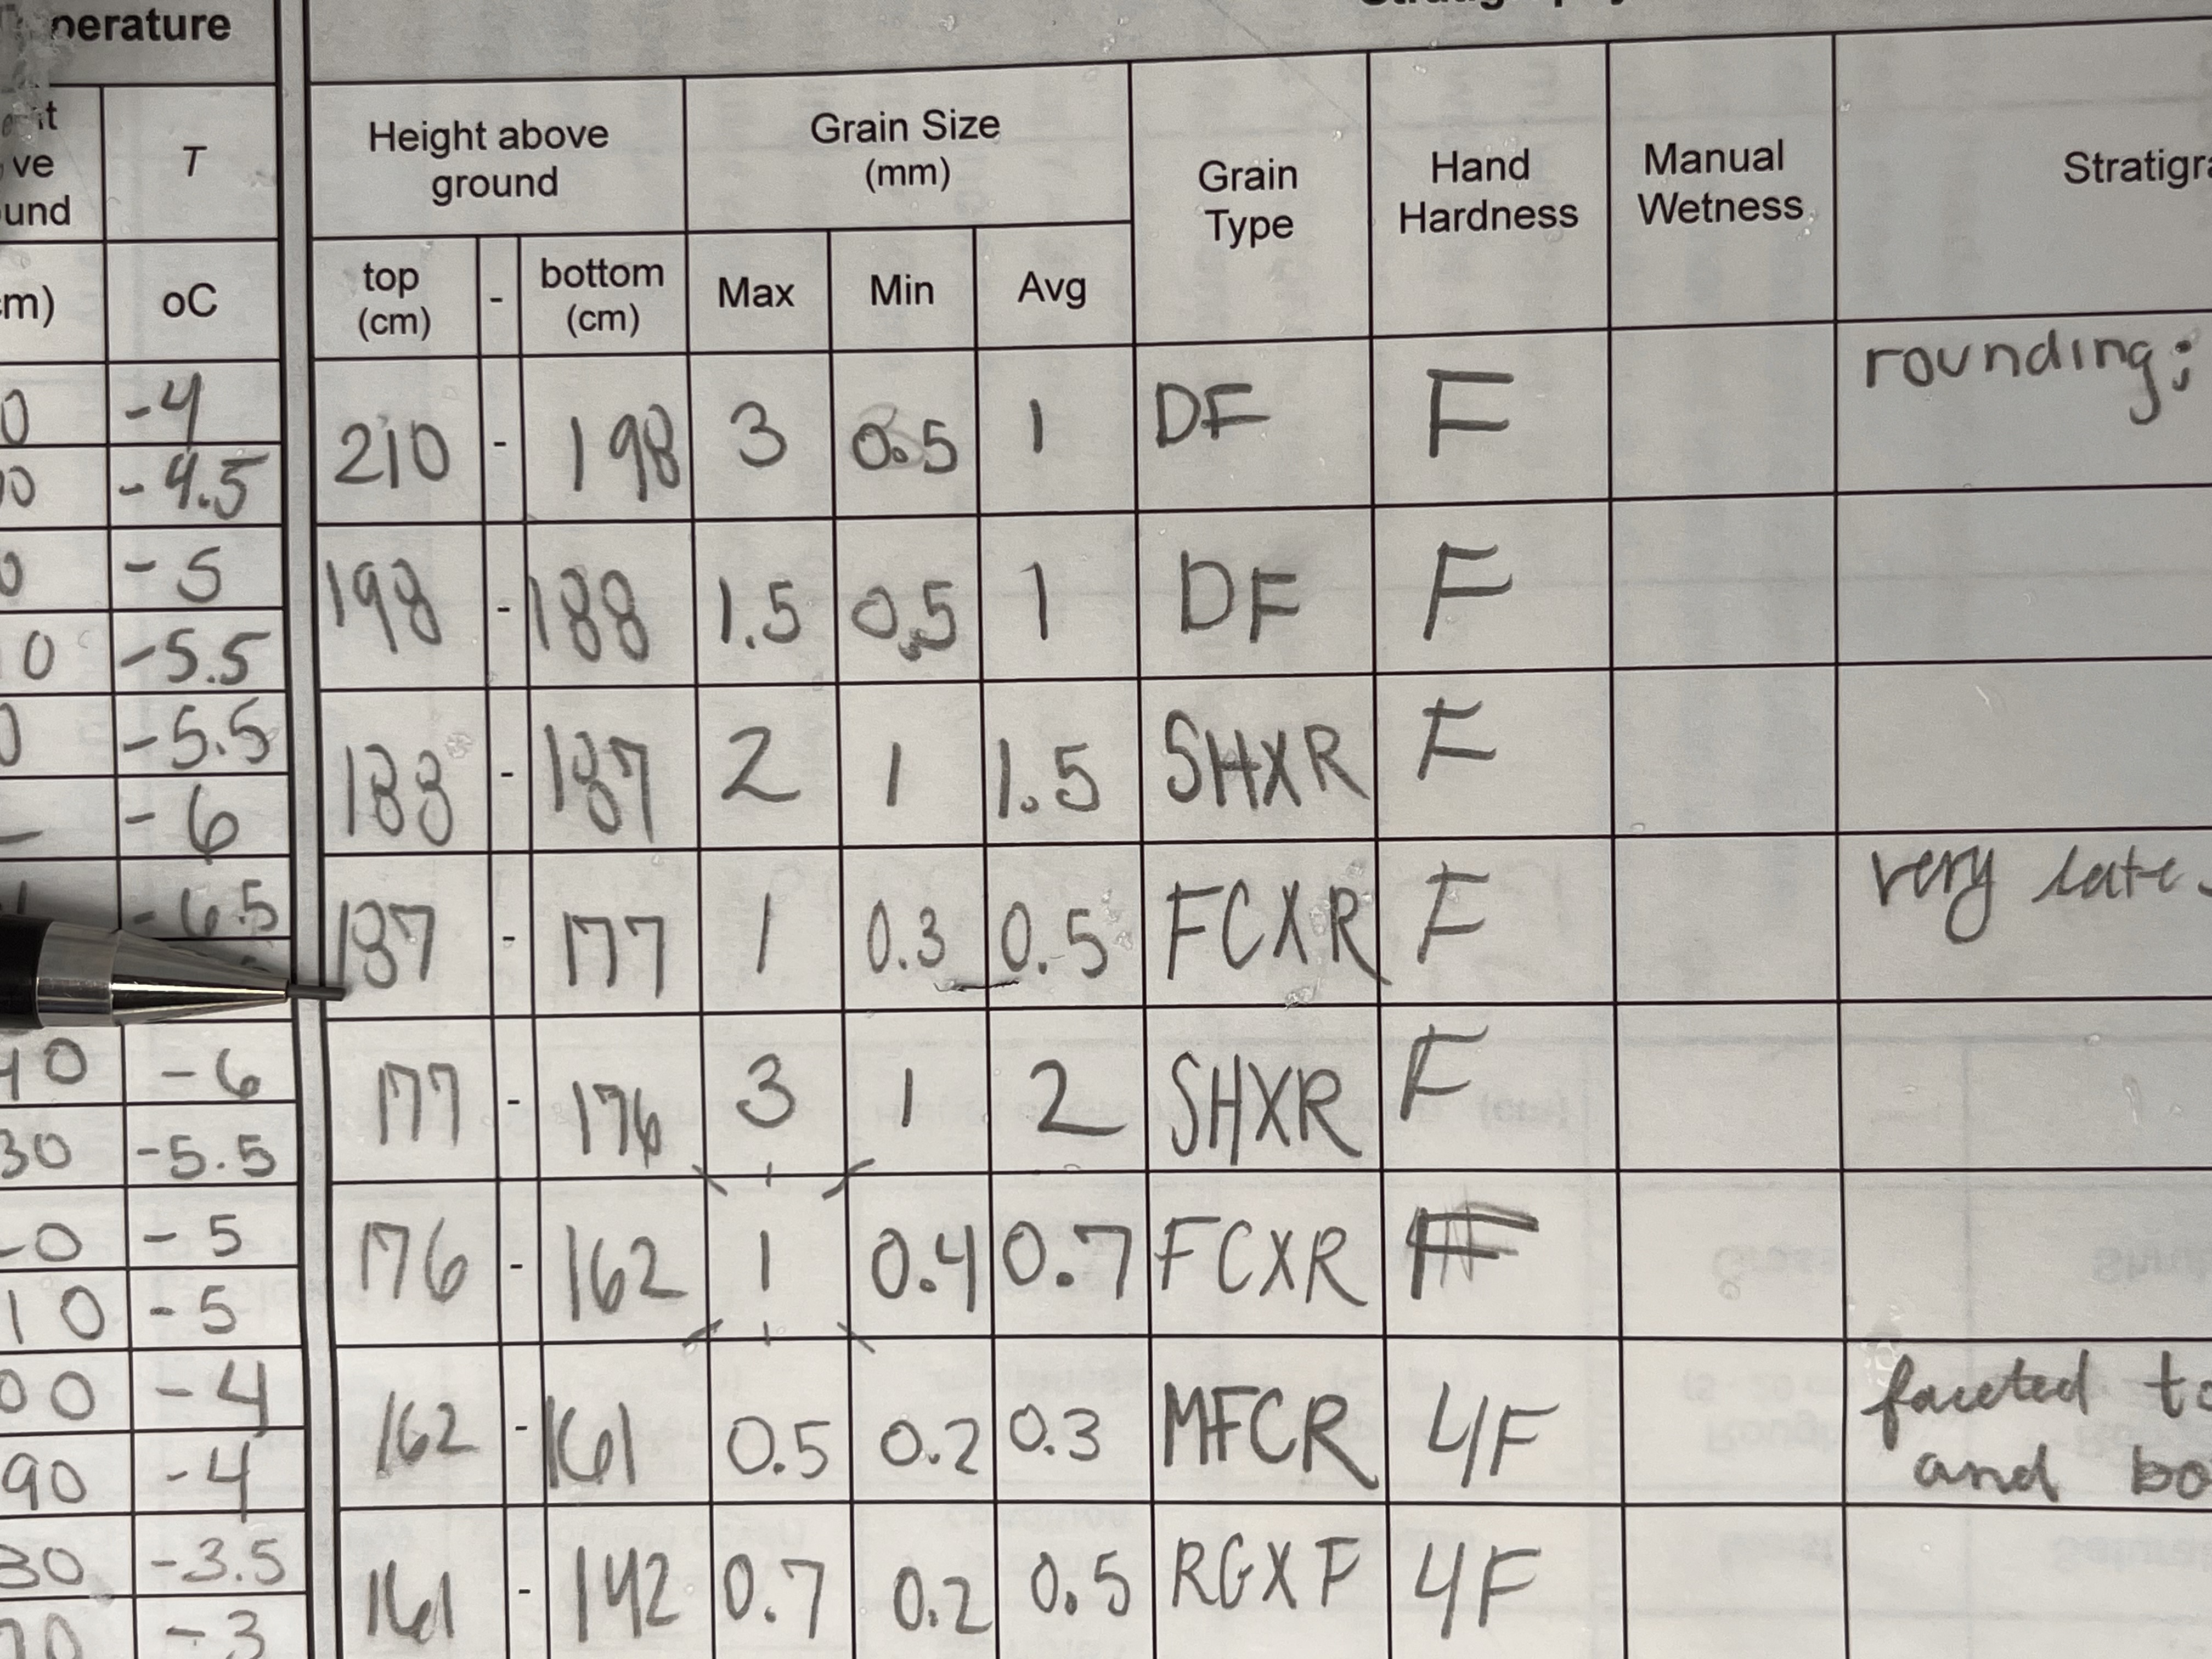 nerature
T
oC
Height above
ground
top
(cm)
-
bottom
(cm)
Grain Size
(mm)
Max
Min
Avg
Grain
Type
Hand
Hardness
Manual
Wetness
Stratigra
-4
-4.5
-5
-5.5
-5.5
-6
-6.5
-6
-5.5
-5
-5
-4
-4
-3.5
-3
210 - 198 3 0.5 1 DF F rounding:
198 - 188 1.5 0.5 1 DF F
188 - 187 2 1 1.5 SHXR F
187 - 177 1 0.3 0.5 FCXR F very
177 - 176 3 1 2 SHXR F
176 - 162 1 0.4 0.7 FCXR F
162 - 161 0.5 0.2 0.3 MFCR 4F faceted to
and bo
161 - 142 0.7 0.2 0.5 RGXF 4F